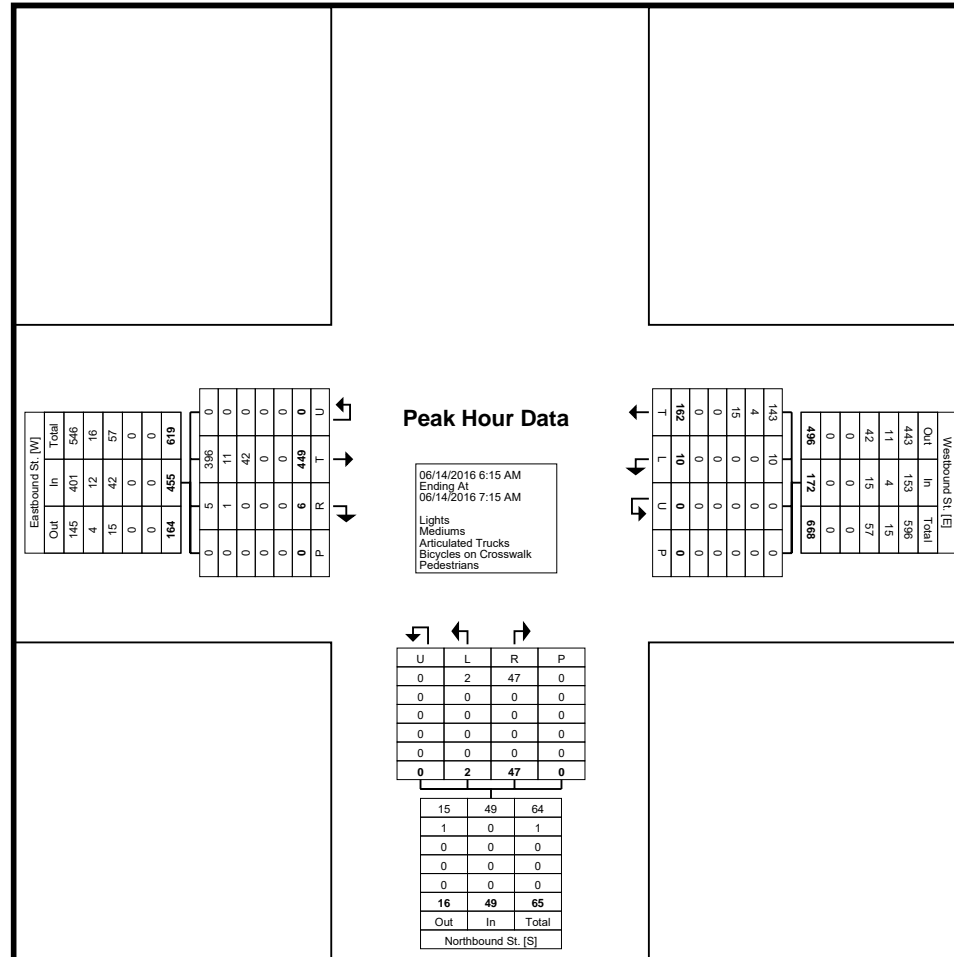 Peak Hour Data
06/14/2016 6:15 AM
Ending At
06/14/2016 7:15 AM
Lights
Mediums
Articulated Trucks
Bicycles on Crosswalk
Pedestrians
Eastbound St. [W]
Total 546 16 57 0 0 619
In 401 12 42 0 0 455
Out 145 4 15 0 0 164
0 0 0 0 0 0 U
396 11 42 0 0 449 T
5 1 0 0 0 6 R
0 0 0 0 0 0 P
T 162 0 0 15 4 143
L 10 0 0 0 0 10
U 0 0 0 0 0 0
P 0 0 0 0 0 0
496 0 0 42 11 443 Out
172 0 0 15 4 153 In
668 0 0 57 15 596 Total
Westbound St. [E]
U L R P
0 2 47 0
0 0 0 0
0 0 0 0
0 0 0 0
0 0 0 0
0 2 47 0
15 49 64
1 0 1
0 0 0
0 0 0
0 0 0
16 49 65
Out In Total
Northbound St. [S]